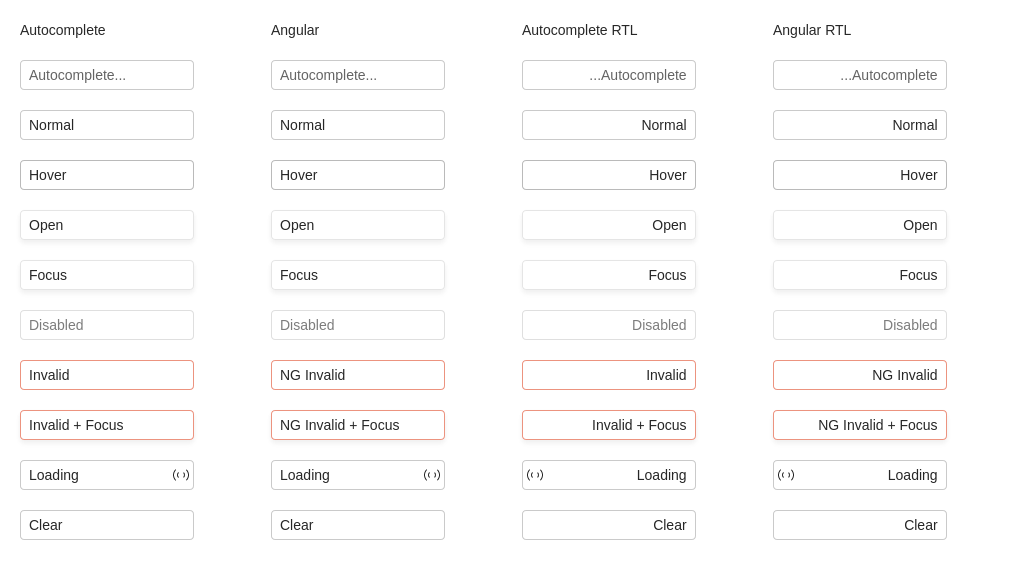 Autocomplete Angular Autocomplete RTL Angular RTL
Autocomplete... Autocomplete... ...Autocomplete ...Autocomplete
Normal Normal Normal Normal
Hover Hover Hover Hover
Open Open Open Open
Focus Focus Focus Focus
Disabled Disabled Disabled Disabled
Invalid NG Invalid Invalid NG Invalid
Invalid + Focus NG Invalid + Focus Invalid + Focus NG Invalid + Focus
Loading Loading Loading Loading
Clear Clear Clear Clear